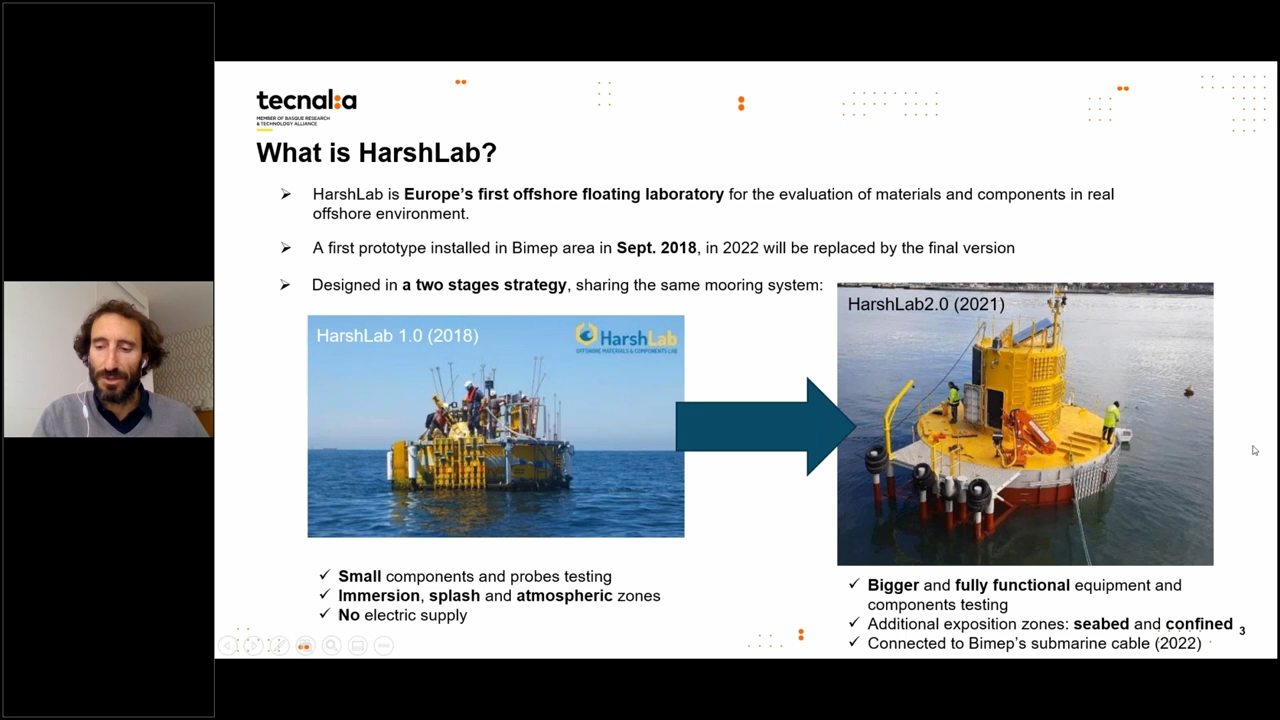 tecnal:a
MEMBER OF BASQUE RESEARCH
& TECHNOLOGY ALLIANCE
What is HarshLab?
HarshLab is Europe's first offshore floating laboratory for the evaluation of materials and components in real
offshore environment.
A first prototype installed in Bimep area in Sept. 2018, in 2022 will be replaced by the final version
Designed in a two stages strategy, sharing the same mooring system:
HarshLab 1.0 (2018)
HarshLab
OFFSHORE MATERIALS & COMPONENTS LAB
HarshLab2.0 (2021)
Small components and probes testing
Immersion, splash and atmospheric zones
No electric supply
Bigger and fully functional equipment and
components testing
Additional exposition zones: seabed and confined
Connected to Bimep's submarine cable (2022)
3